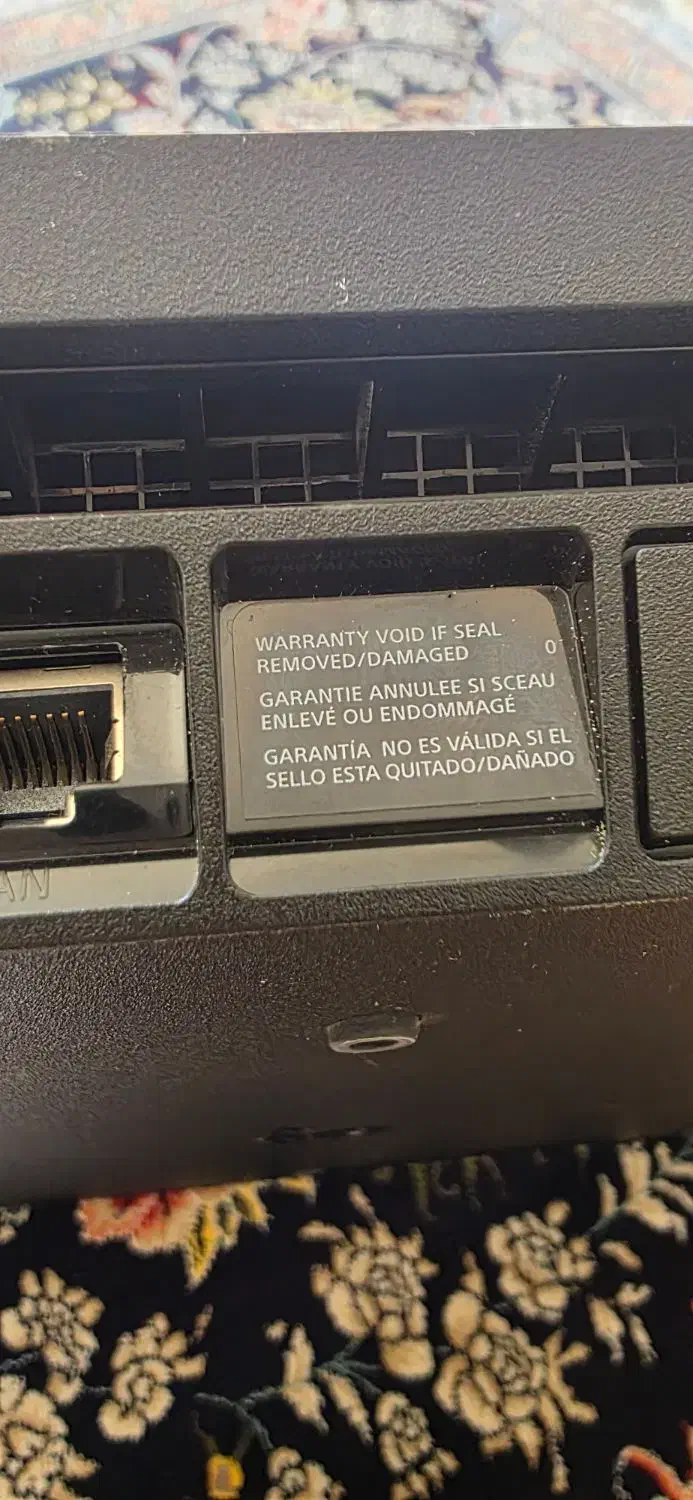 WARRANTY VOID IF SEAL
REMOVED/DAMAGED 0
GARANTIE ANNULEE SI SCEAU
ENLEVÉ OU ENDOMMAGÉ
GARANTÍA NO ES VÁLIDA SI EL
SELLO ESTA QUITADO/DAÑADO
AN